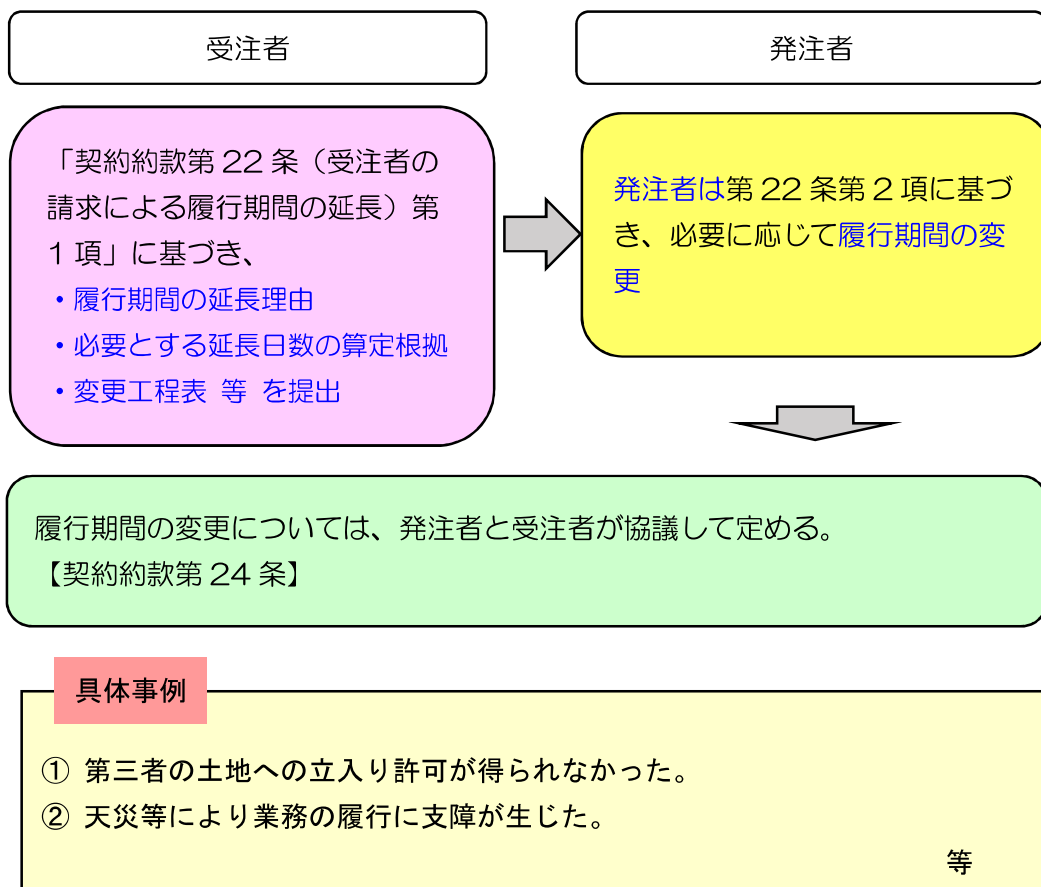 受注者
発注者
「契約約款第 22 条（受注者の
請求による履行期間の延長）第
1 項」に基づき、
・履行期間の延長理由
・必要とする延長日数の算定根拠
・変更工程表 等 を提出
発注者は第 22 条第 2 項に基づ
き、必要に応じて履行期間の変
更
履行期間の変更については、発注者と受注者が協議して定める。
【契約約款第 24 条】
具体事例
① 第三者の土地への立入り許可が得られなかった。
② 天災等により業務の履行に支障が生じた。
等